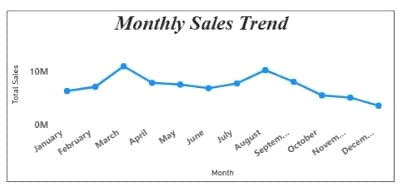 Monthly Sales Trend
Total Sales
10M
0M
January
February
March
April
May
June
July
August
Septem...
October
Novem...
Decem...
Month